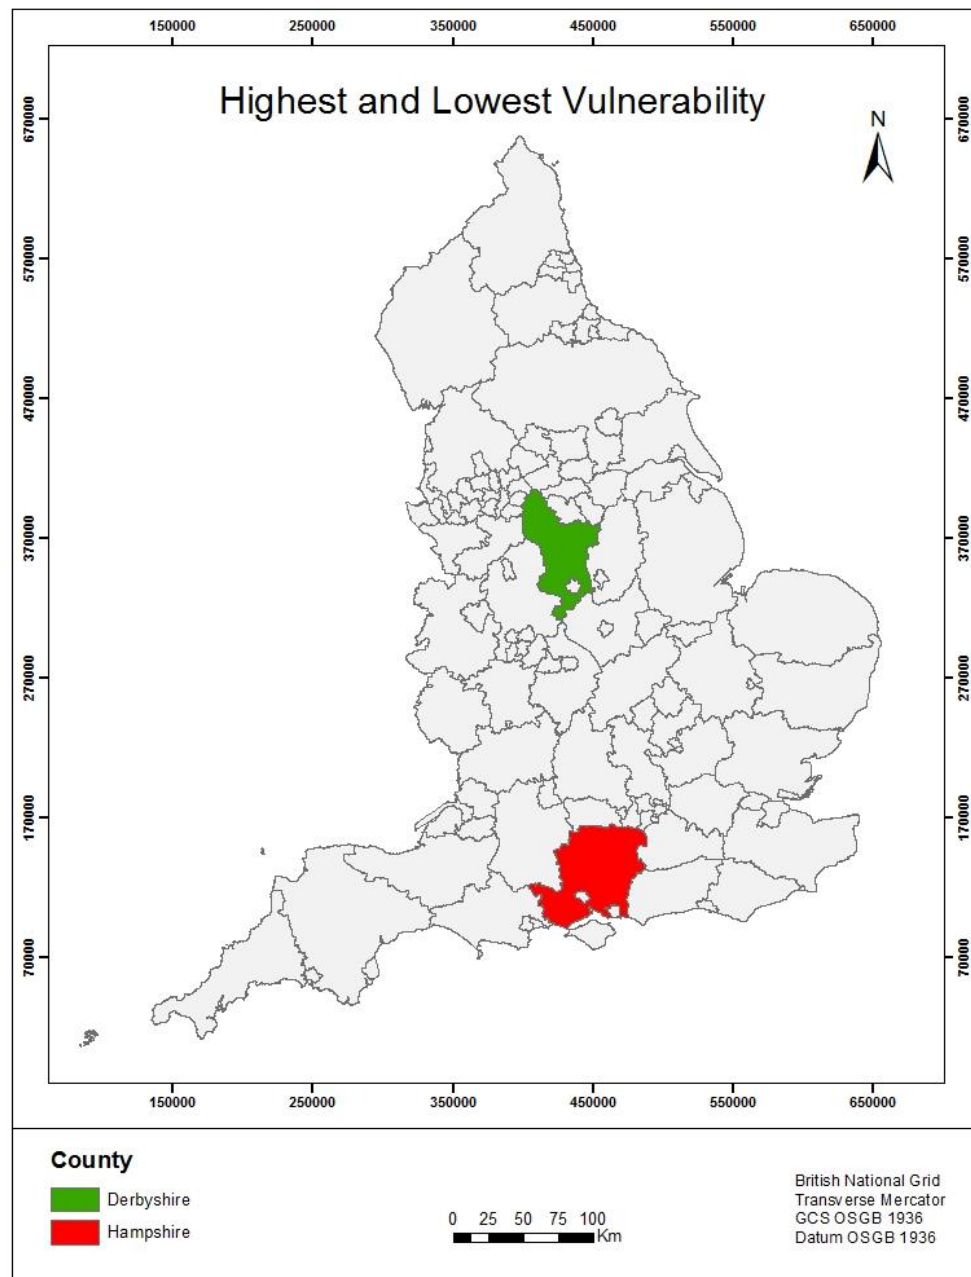 150000 250000 350000 450000 550000 650000
Highest and Lowest Vulnerability
N
670000 670000
570000 570000
470000 470000
370000 370000
270000 270000
170000 170000
70000 70000
150000 250000 350000 450000 550000 650000
County
Derbyshire
Hampshire
0 25 50 75 100
Km
British National Grid
Transverse Mercator
GCS OSGB 1936
Datum OSGB 1936